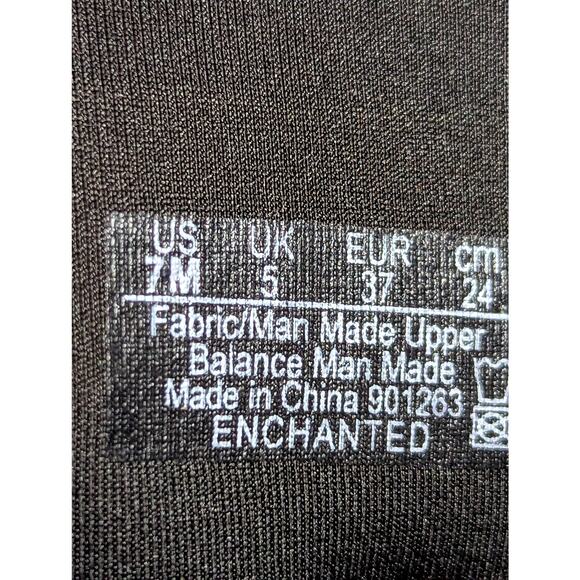 US UK EUR cm
7 M 5 37 24
Fabric/Man Made Upper
Balance Man Made
Made in China 901263
ENCHANTED